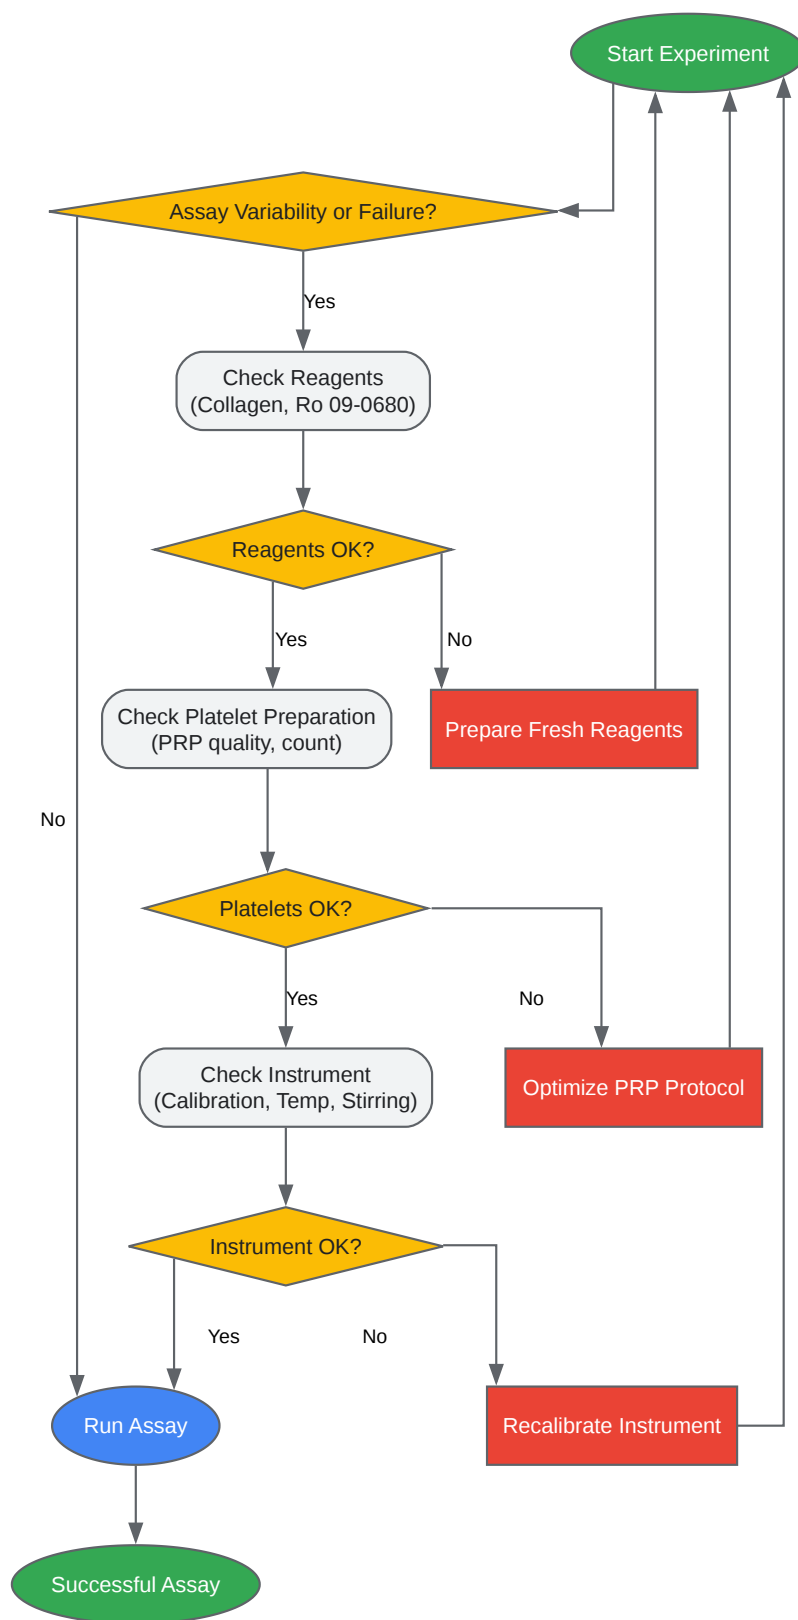 Start Experiment
Assay Variability or Failure?
Yes
Check Reagents
(Collagen, Ro 09-0680)
Reagents OK?
Yes
No
Check Platelet Preparation
(PRP quality, count)
Prepare Fresh Reagents
No
Platelets OK?
Yes
No
Check Instrument
(Calibration, Temp, Stirring)
Optimize PRP Protocol
Instrument OK?
Yes
No
Run Assay
Recalibrate Instrument
Successful Assay